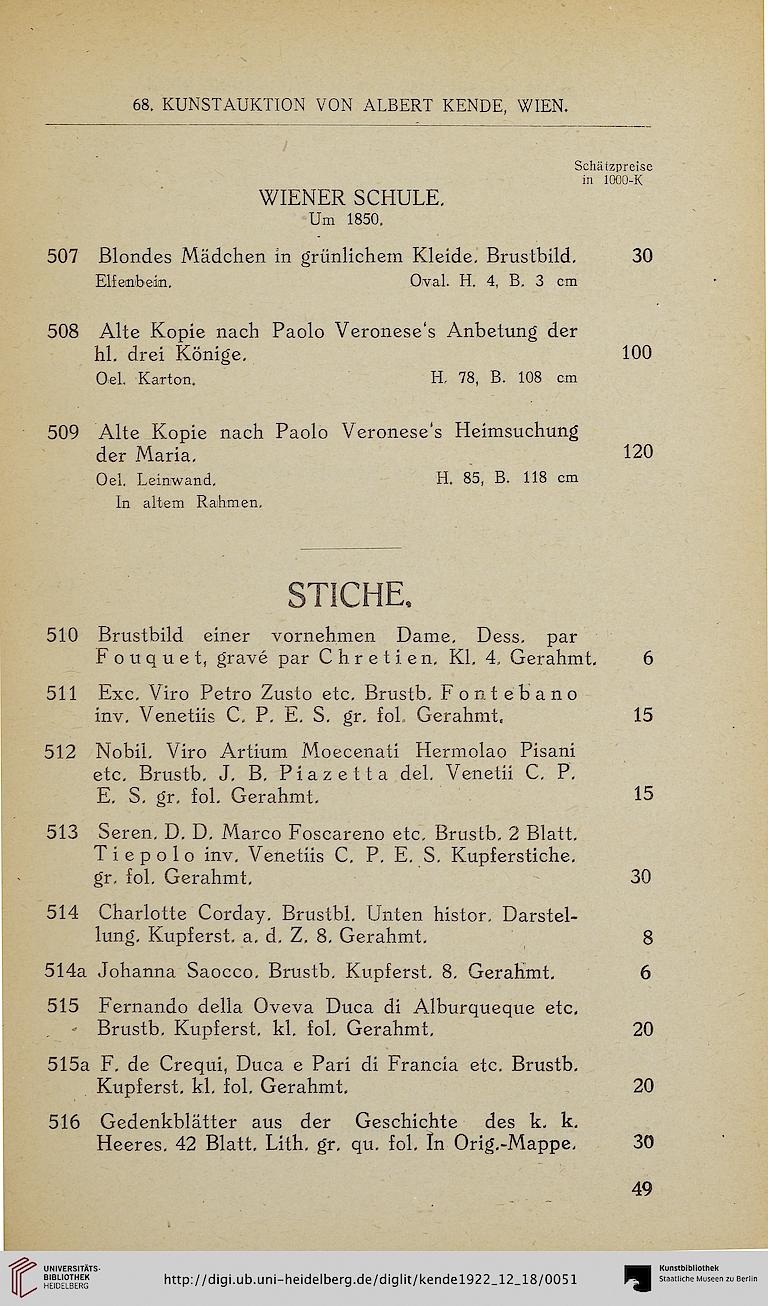 68. KUNSTAUKTION VON ALBERT KENDE, WIEN.
Schätzpreise
in 1000-K
WIENER SCHULE.
Um 1850.
507 Blondes Mädchen in grünlichem Kleide. Brustbild. 30
Elfenbein. Oval. H. 4, B. 3 cm
508 Alte Kopie nach Paolo Veronese's Anbetung der
hl. drei Könige. 100
Oel. Karton. H. 78, B. 108 cm
509 Alte Kopie nach Paolo Veronese's Heimsuchung
der Maria. 120
Oel. Leinwand. H. 85, B. 118 cm
In altem Rahmen.
STICHE.
510 Brustbild einer vornehmen Dame. Dess. par
Fouquet, gravé par Chretien. Kl. 4. Gerahmt. 6
511 Exc. Viro Petro Zusto etc. Brustb. Fontebano
inv. Venetiis C. P. E. S. gr. fol. Gerahmt. 15
512 Nobil. Viro Artium Moecenati Hermolao Pisani
etc. Brustb. J. B. Piazetta del. Venetii C. P.
E. S. gr. fol. Gerahmt. 15
513 Seren. D. D. Marco Foscareno etc. Brustb. 2 Blatt.
Tiepolo inv. Venetiis C. P. E. S. Kupferstiche.
gr. fol. Gerahmt. 30
514 Charlotte Corday. Brustbl. Unten histor. Darstel-
lung. Kupferst. a. d. Z. 8. Gerahmt. 8
514a Johanna Saocco. Brustb. Kupferst. 8. Gerahmt. 6
515 Fernando della Oveva Duca di Alburqueque etc.
Brustb. Kupferst. kl. fol. Gerahmt. 20
515a F. de Crequi, Duca e Pari di Francia etc. Brustb.
Kupferst. kl. fol. Gerahmt. 20
516 Gedenkblätter aus der Geschichte des k. k.
Heeres. 42 Blatt. Lith. gr. qu. fol. In Orig.-Mappe. 30
49
UNIVERSITÄTS-
BIBLIOTHEK
HEIDELBERG
http://digi.ub.uni-heidelberg.de/diglit/kende1922_12_18/0051
Kunstbibliothek
Staatliche Museen zu Berlin